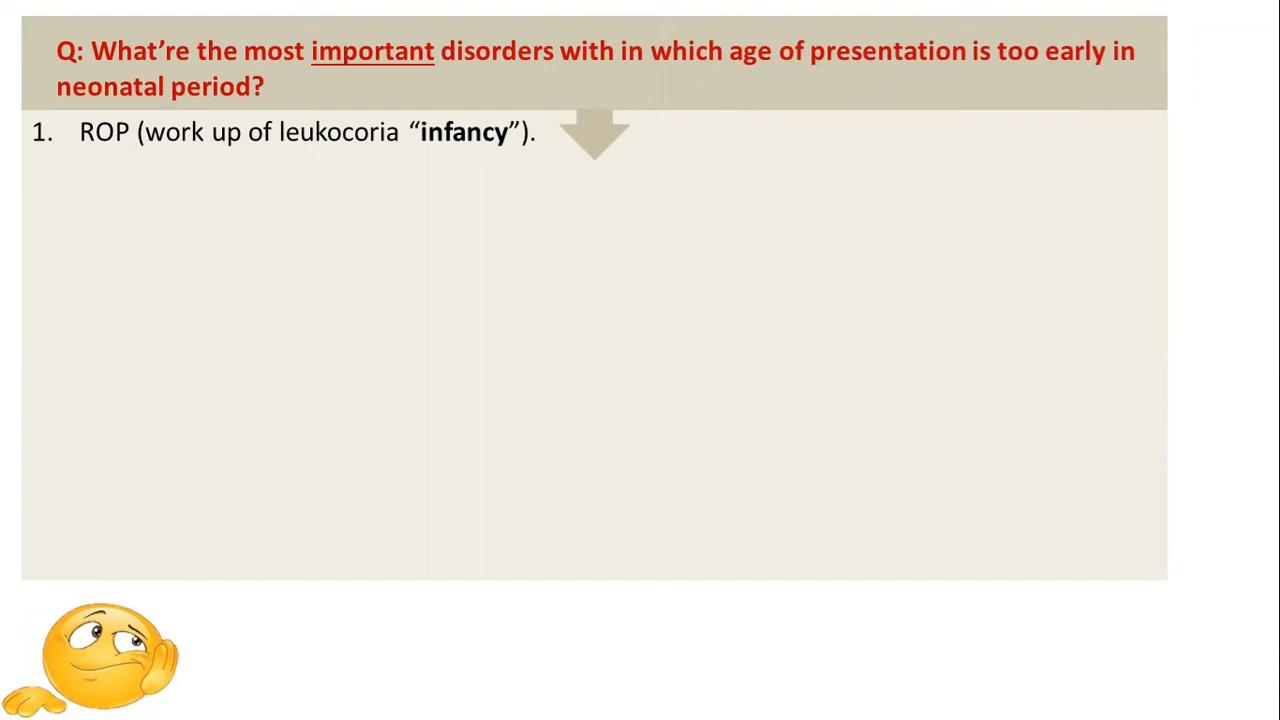 Q: What’re the most important disorders with in which age of presentation is too early in
neonatal period?
1. ROP (work up of leukocoria “infancy”).